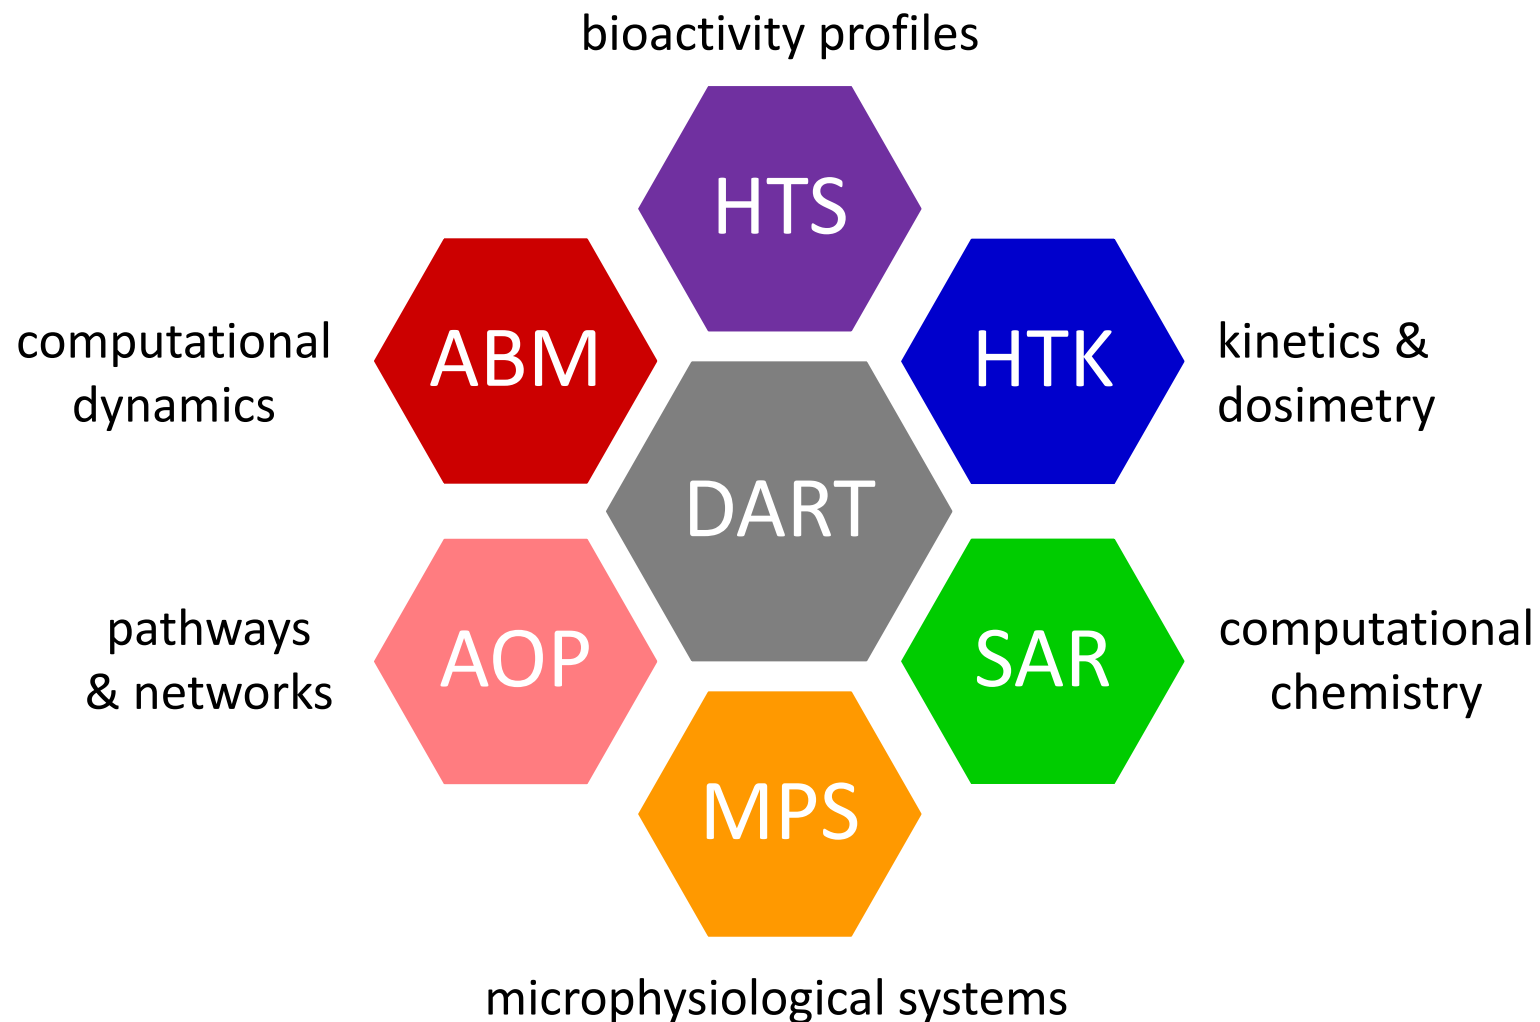 bioactivity profiles
HTS
ABM
HTK
computational
dynamics
kinetics &
dosimetry
DART
pathways
& networks
AOP
SAR
computational
chemistry
MPS
microphysiological systems